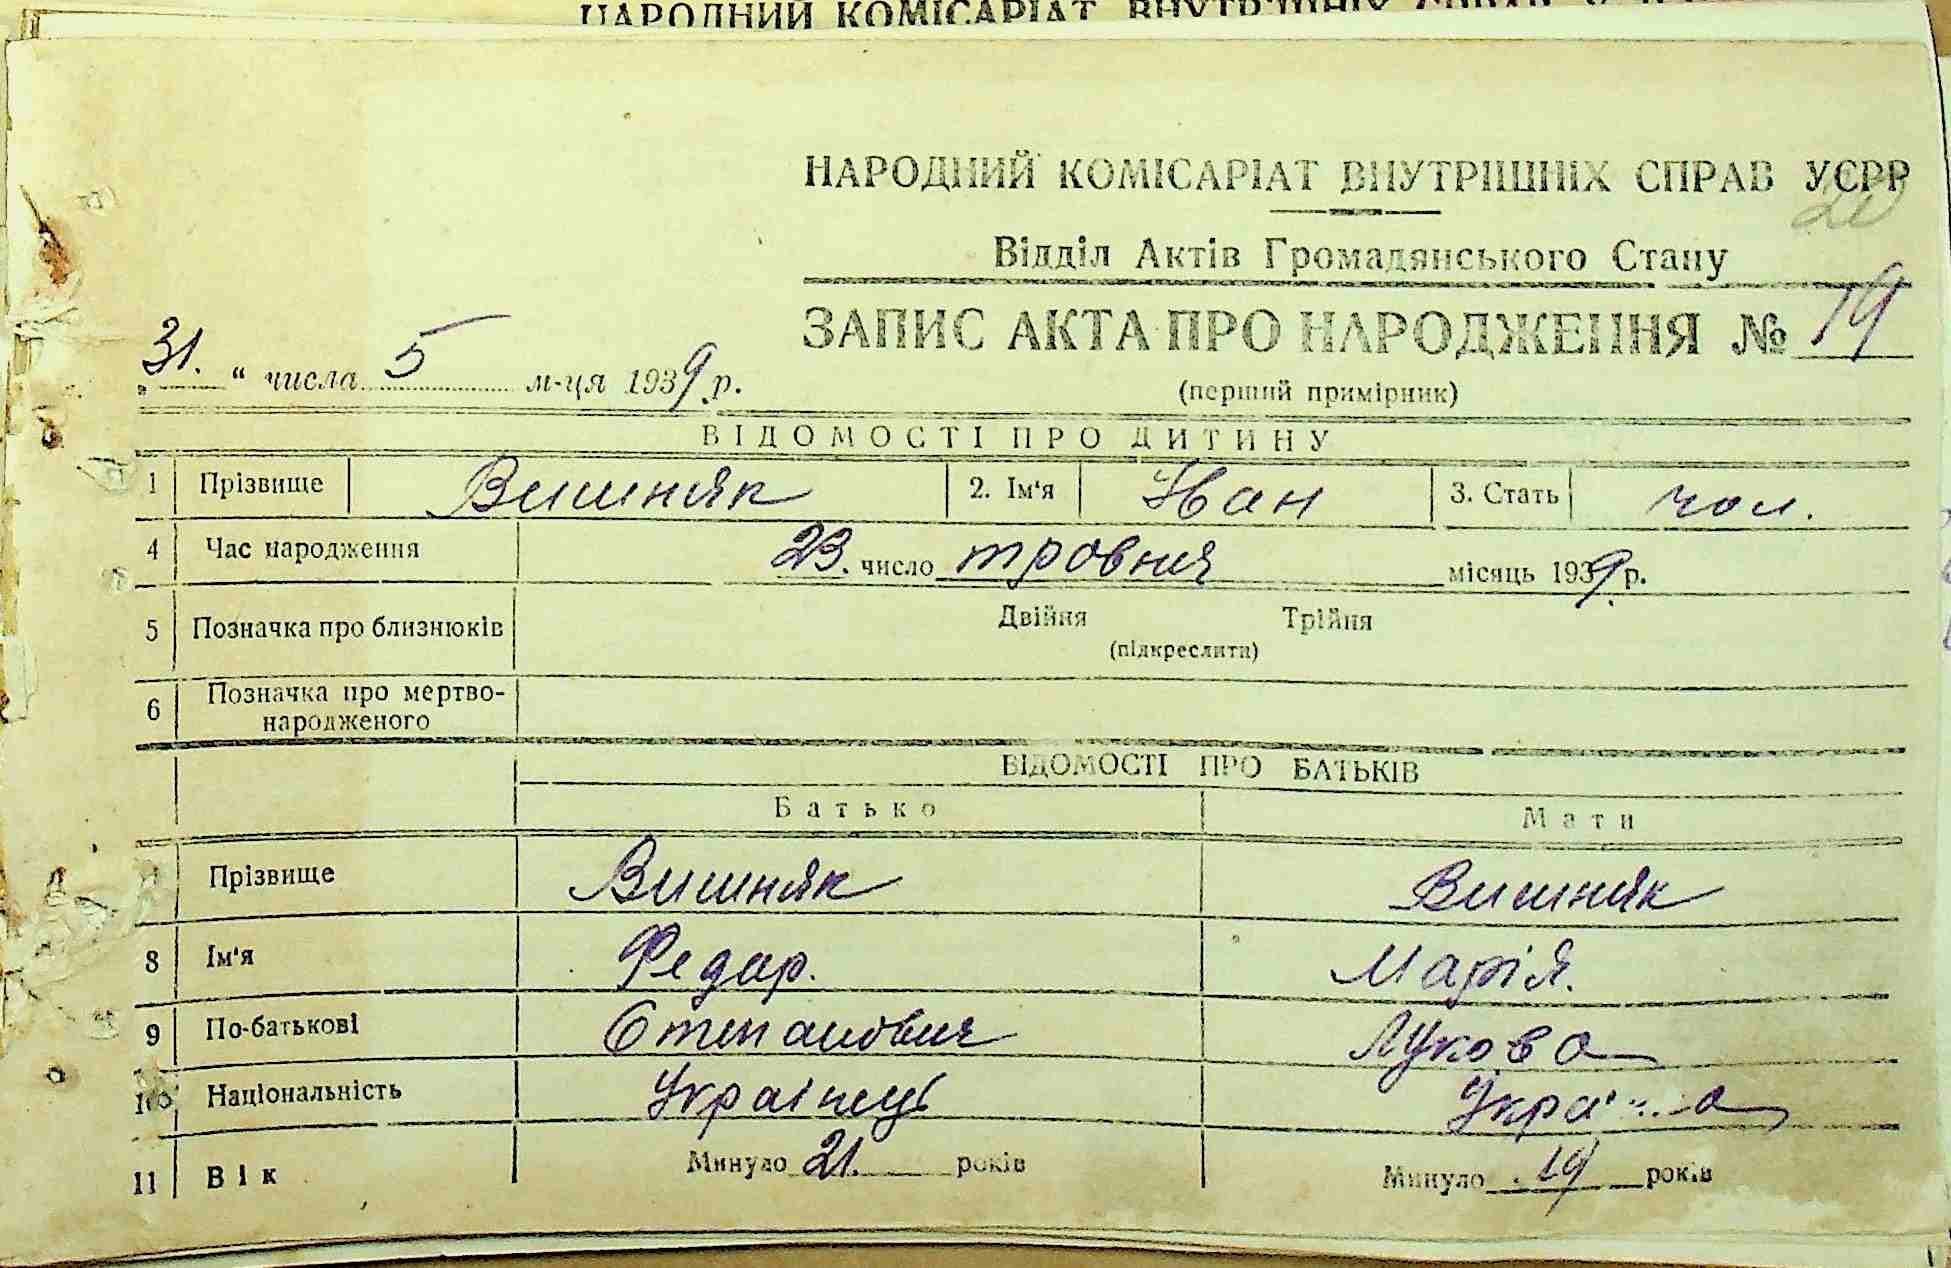 НАРОДНИЙ КОМІСАРІАТ ВНУТРІШНІХ СПРАВ
НАРОДНИЙ КОМІСАРІАТ ВНУТРІШНІХ СПРАВ УСРР
20
Відділ Актів Громадянського Стану
ЗАПИС АКТА ПРО НАРОДЖЕННЯ № 19
„31.“ числа 5 м-ця 1939 р.
(перший примірник)
ВІДОМОСТІ ПРО ДИТИНУ
1 Прізвище Вишняк 2. Ім'я Іван 3. Стать чол.
4 Час народження 23. число тровня місяць 1939 р.
5 Позначка про близнюків Двійня Трійня
(підкреслити)
6 Позначка про мертво-
народженого
ВІДОМОСТІ ПРО БАТЬКІВ
Батько Мати
Прізвище Вишняк Вишняк
8 Ім'я Федор. Марія.
9 По-батькові Степанович Лукова
10 Національність Українець
11 Вік Минуло 21. років Минуло 19 років